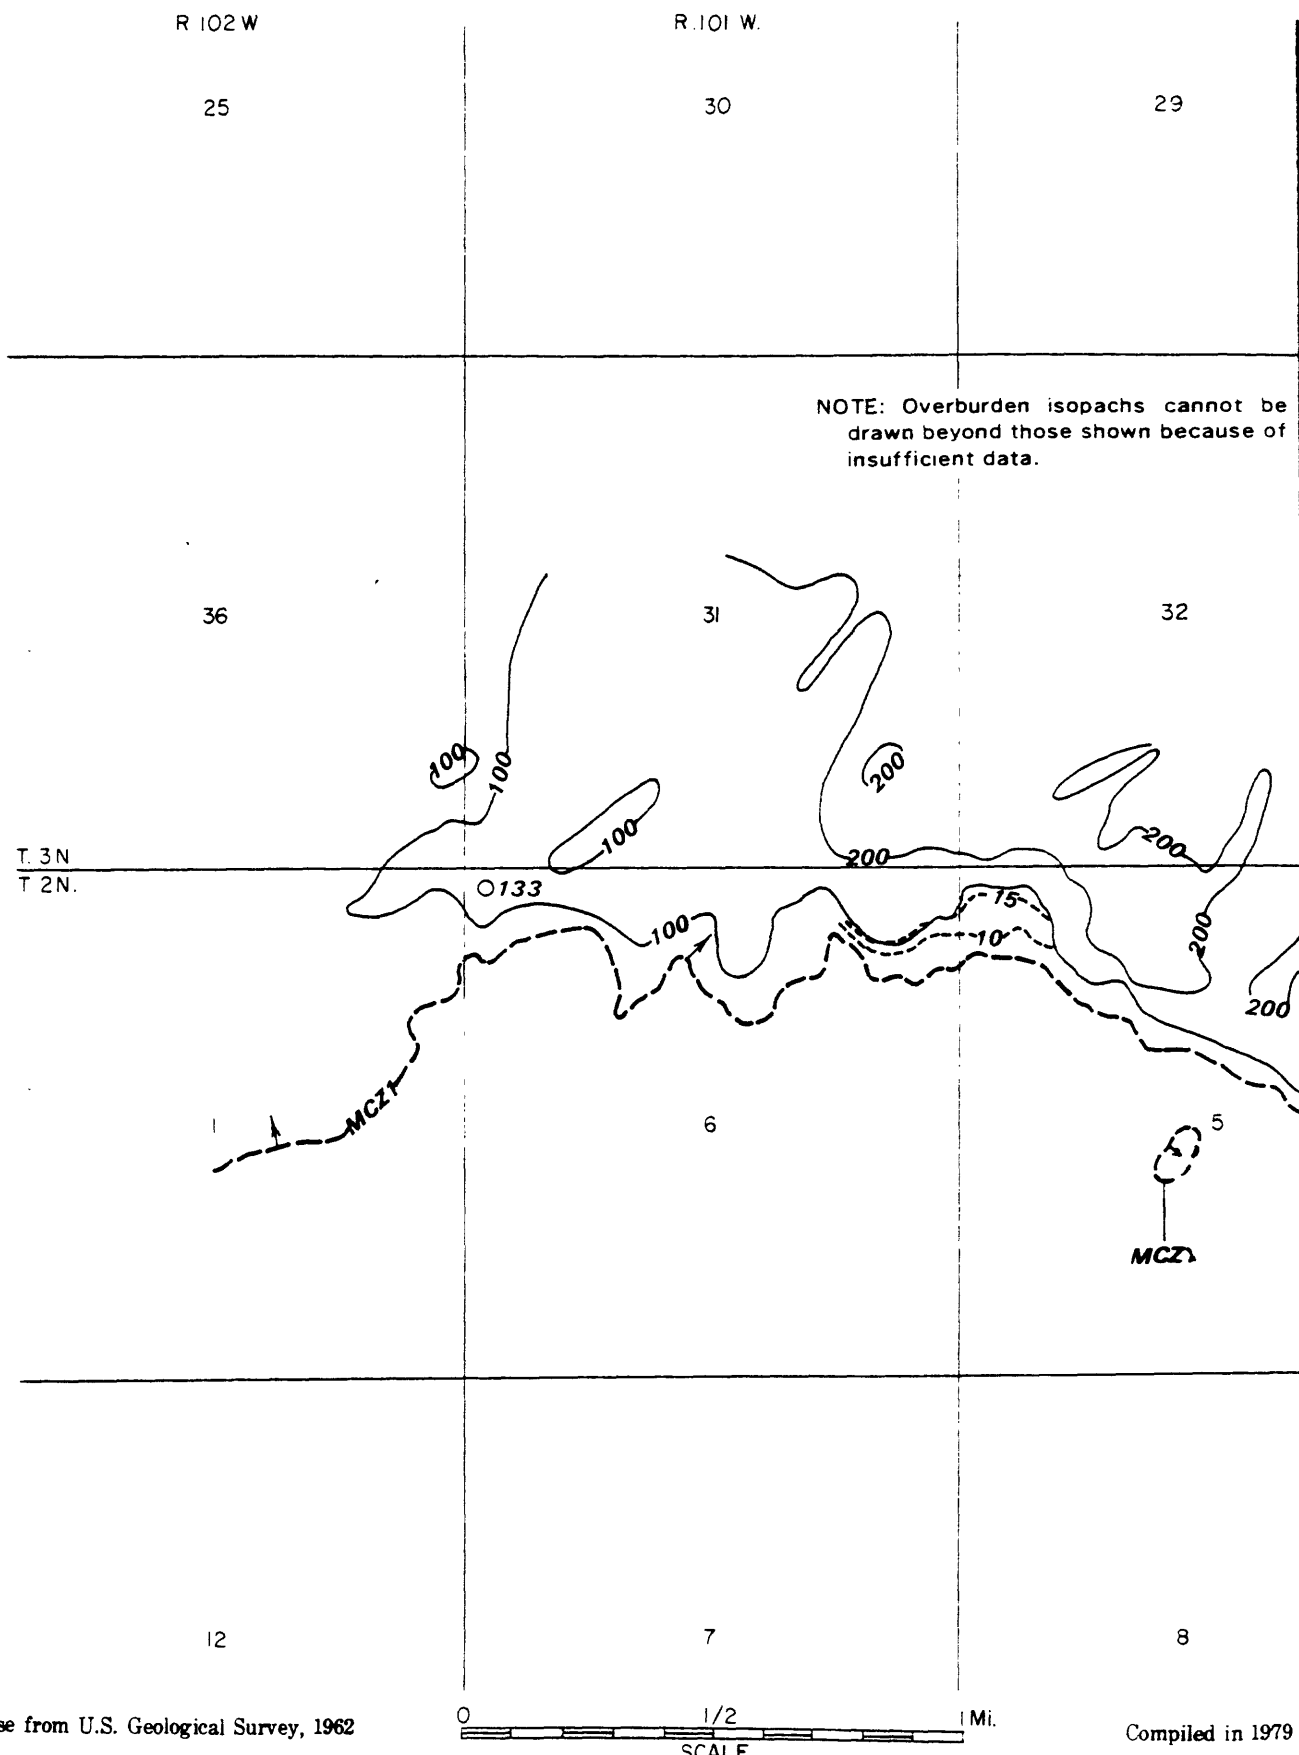 R 102 W
R. 101 W.
25
30
29
NOTE: Overburden isopachs cannot be
drawn beyond those shown because of
insufficient data.
36
31
32
100
100
200
100
200
200
T. 3 N
T 2 N.
133
15
100
10
200
200
MCZ1
1
6
5
MCZ1
12
7
8
0
1/2
1 Mi.
SCALE
se from U.S. Geological Survey, 1962
Compiled in 1979